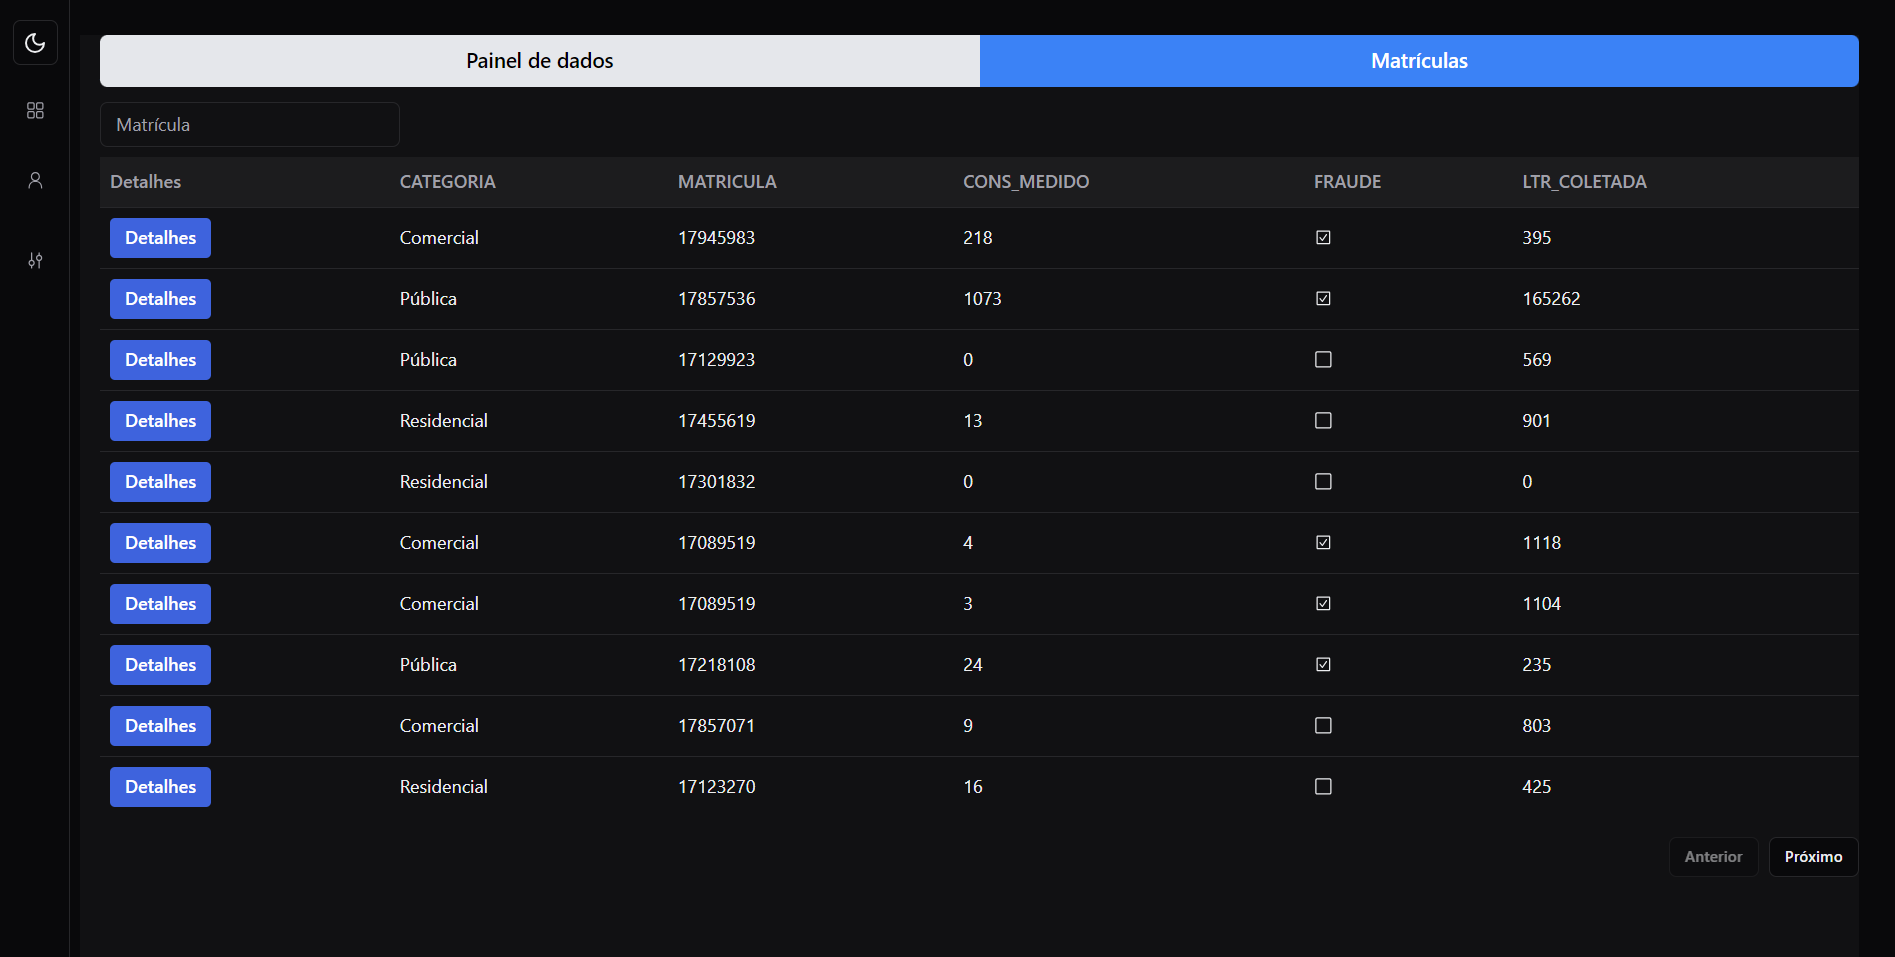 Painel de dados Matrículas
Matrícula
Detalhes CATEGORIA MATRICULA CONS_MEDIDO FRAUDE LTR_COLETADA
Detalhes Comercial 17945983 218 395
Detalhes Pública 17857536 1073 165262
Detalhes Pública 17129923 0 569
Detalhes Residencial 17455619 13 901
Detalhes Residencial 17301832 0 0
Detalhes Comercial 17089519 4 1118
Detalhes Comercial 17089519 3 1104
Detalhes Pública 17218108 24 235
Detalhes Comercial 17857071 9 803
Detalhes Residencial 17123270 16 425
Anterior Próximo